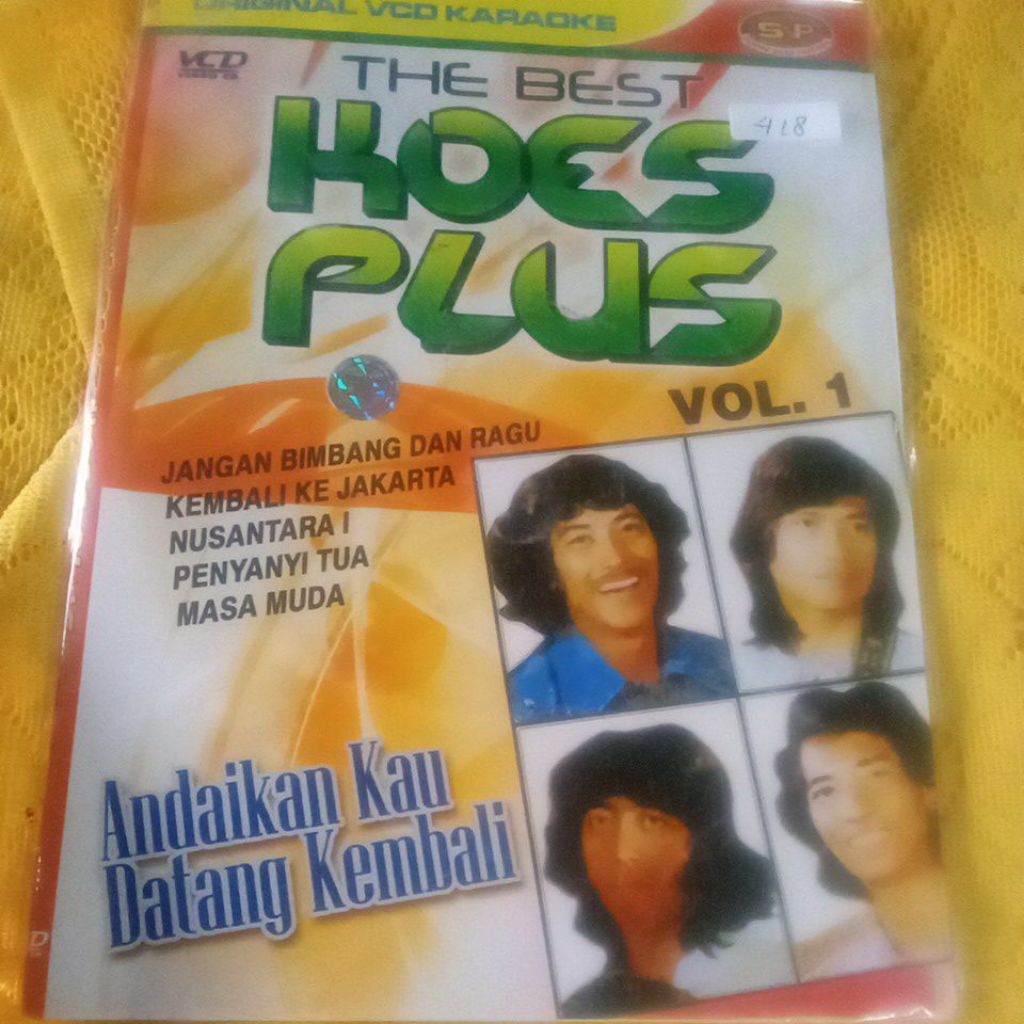 ORIGINAL VCD KARAOKE
SP
VCD
THE BEST
KOES
PLUS
418
VOL. 1
JANGAN BIMBANG DAN RAGU
KEMBALI KE JAKARTA
NUSANTARA I
PENYANYI TUA
MASA MUDA
Andaikan Kau
Datang Kembali